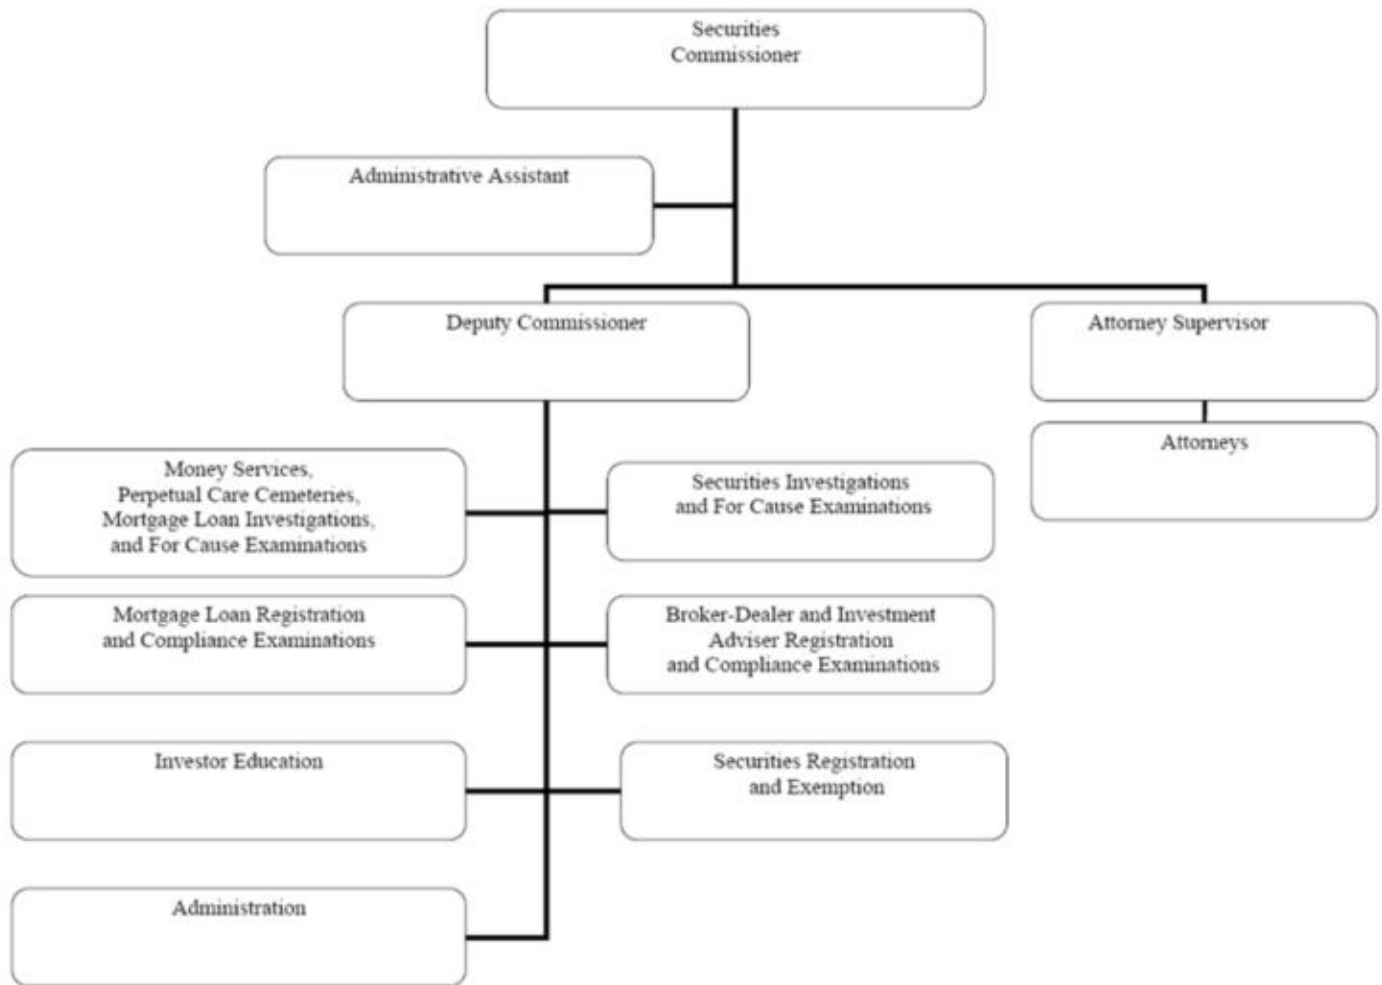 Securities
Commissioner
Administrative Assistant
Deputy Commissioner
Attorney Supervisor
Attorneys
Money Services,
Perpetual Care Cemeteries,
Mortgage Loan Investigations,
and For Cause Examinations
Securities Investigations
and For Cause Examinations
Mortgage Loan Registration
and Compliance Examinations
Broker-Dealer and Investment
Adviser Registration
and Compliance Examinations
Investor Education
Securities Registration
and Exemption
Administration